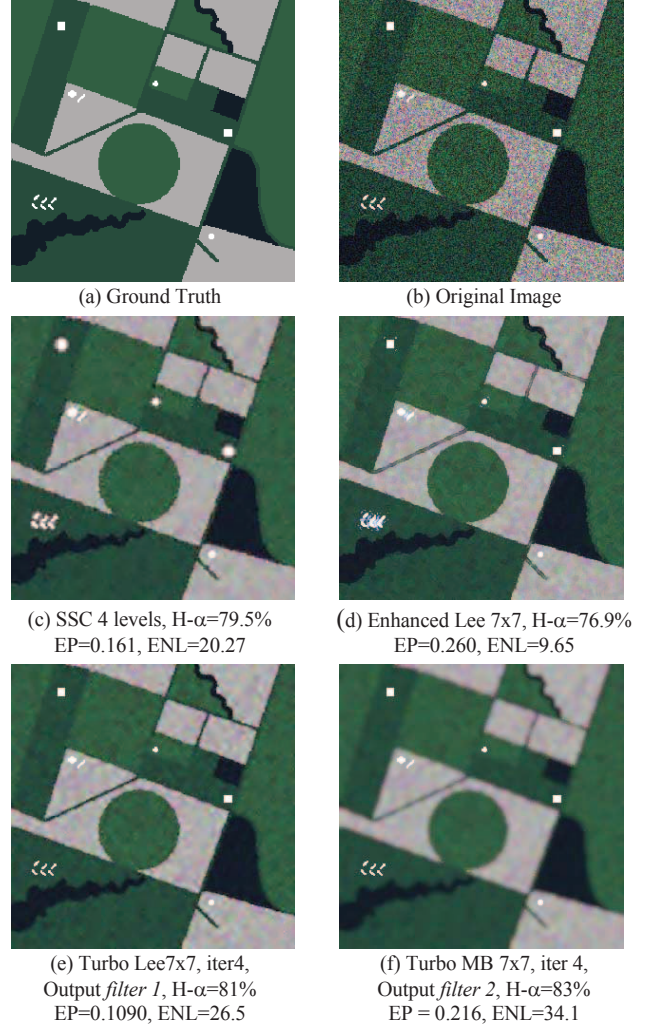 (a) Ground Truth
(b) Original Image
(c) SSC 4 levels, H-α=79.5%
EP=0.161, ENL=20.27
(d) Enhanced Lee 7x7, H-α=76.9%
EP=0.260, ENL=9.65
(e) Turbo Lee7x7, iter4,
Output filter 1, H-α=81%
EP=0.1090, ENL=26.5
(f) Turbo MB 7x7, iter 4,
Output filter 2, H-α=83%
EP = 0.216, ENL=34.1